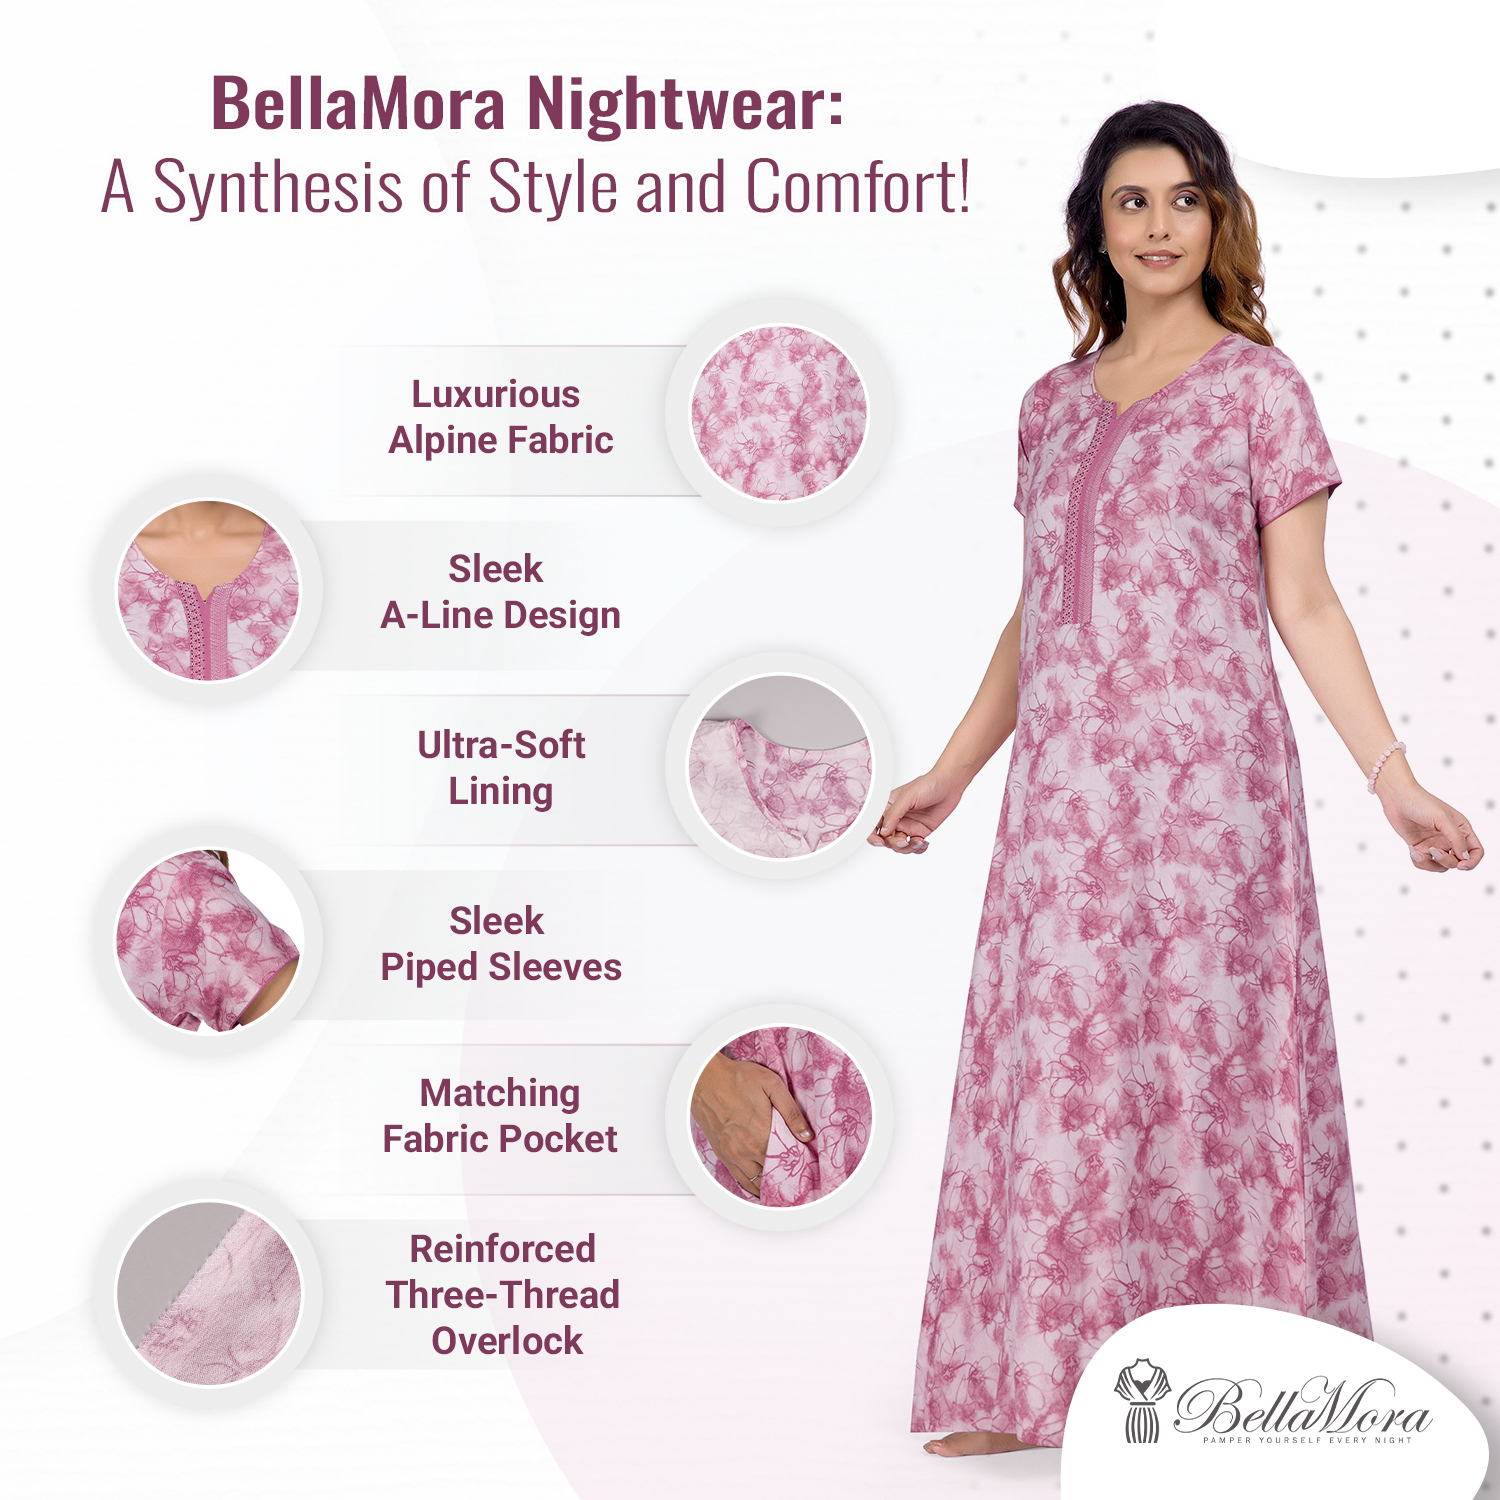 BellaMora Nightwear:
A Synthesis of Style and Comfort!
Luxurious
Alpine Fabric
Sleek
A-Line Design
Ultra-Soft
Lining
Sleek
Piped Sleeves
Matching
Fabric Pocket
Reinforced
Three-Thread
Overlock
BellaMora
PAMPER YOURSELF EVERY NIGHT